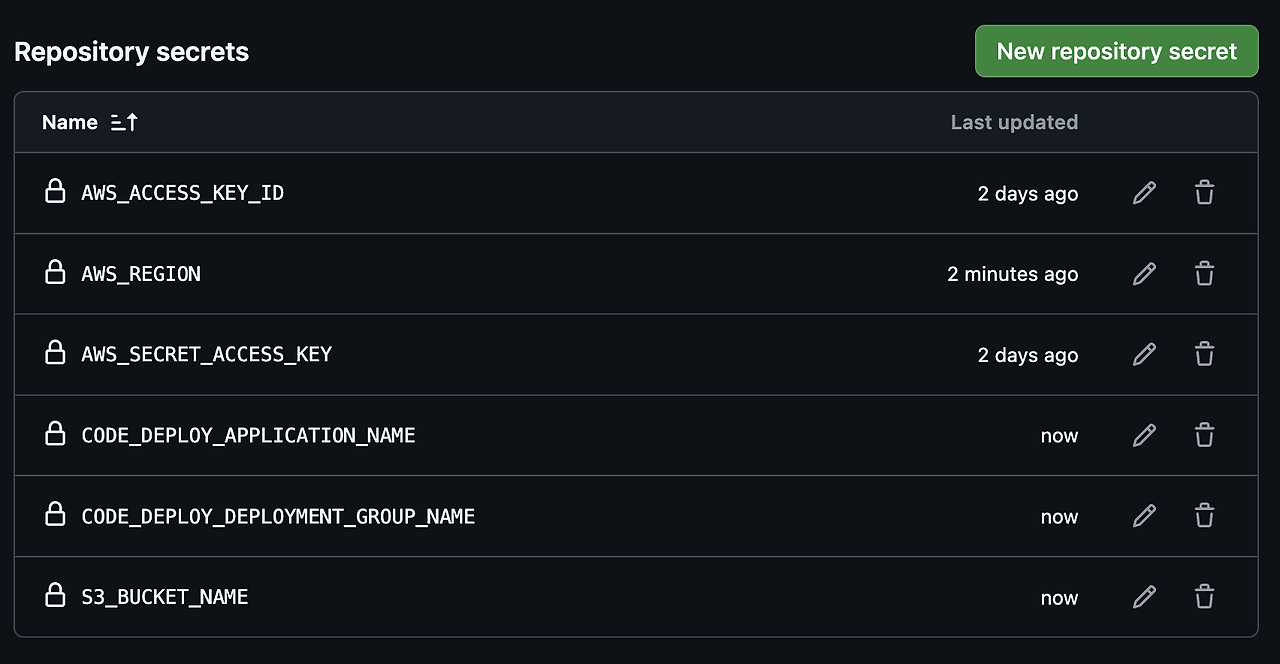 Repository secrets
New repository secret
Name
Last updated
AWS_ACCESS_KEY_ID
2 days ago
AWS_REGION
2 minutes ago
AWS_SECRET_ACCESS_KEY
2 days ago
CODE_DEPLOY_APPLICATION_NAME
now
CODE_DEPLOY_DEPLOYMENT_GROUP_NAME
now
S3_BUCKET_NAME
now